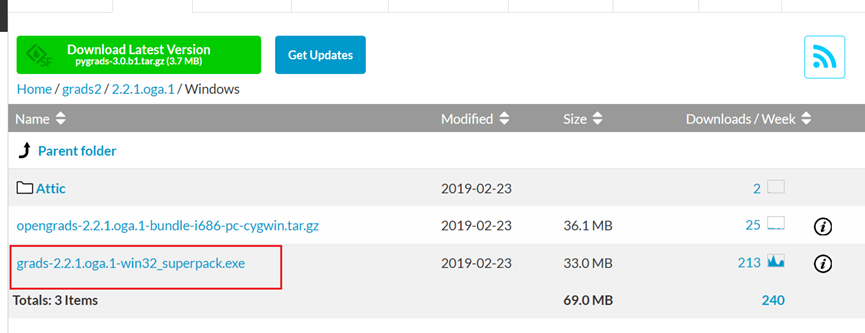 Download Latest Version
pygrads-3.0.b1.tar.gz (3.7 MB)
Get Updates
SF
Home / grads2 / 2.2.1.oga.1 / Windows
Name Modified Size Downloads / Week
Parent folder
Attic 2019-02-23 2
opengrads-2.2.1.oga.1-bundle-i686-pc-cygwin.tar.gz 2019-02-23 36.1 MB 25 i
grads-2.2.1.oga.1-win32_superpack.exe 2019-02-23 33.0 MB 213 i
Totals: 3 Items 69.0 MB 240